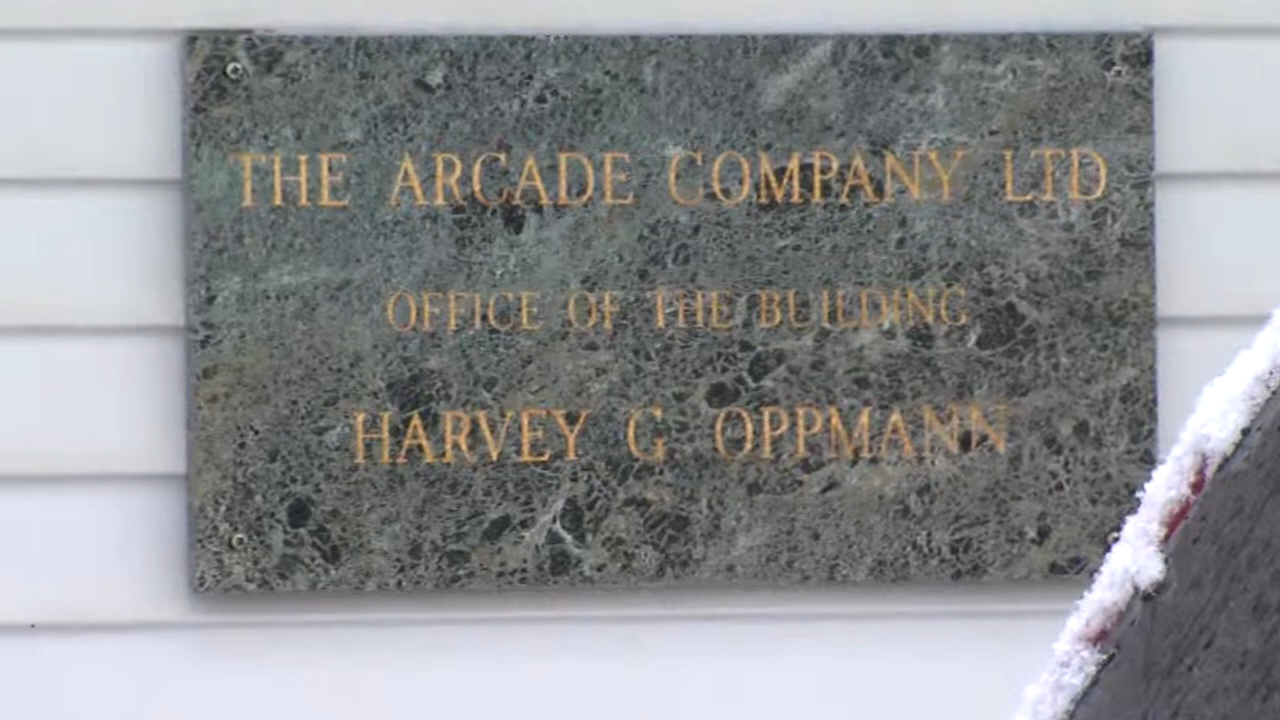 THE ARCADE COMPANY LTD
OFFICE OF THE BUILDING
HARVEY G OPPMANN